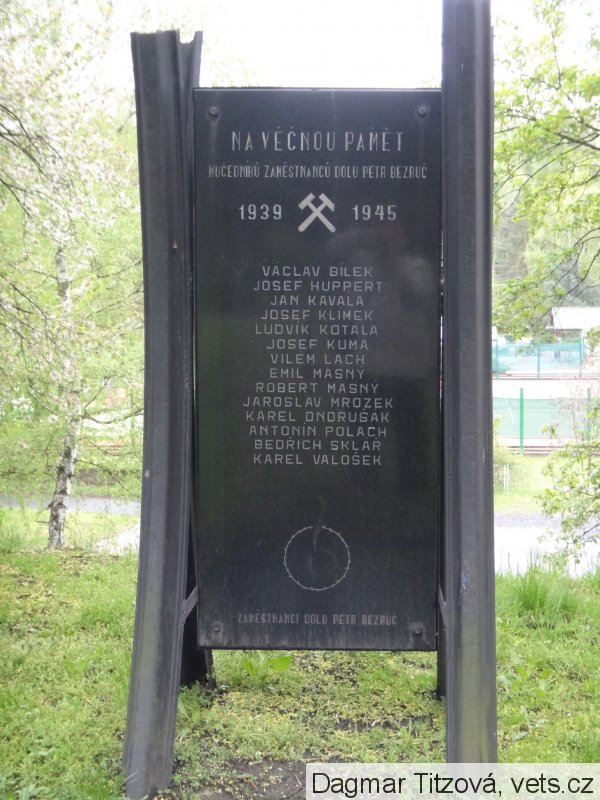 NA VĚČNOU PAMĚT
MUČEDNÍKŮ ZAMĚSTNANCŮ DOLU PETR BEZRUČ
1939 1945
VÁCLAV BÍLEK
JOSEF HUPPERT
JAN KAVALA
JOSEF KLIMEK
LUDVÍK KOTALA
JOSEF KUMA
VILÉM LACH
EMIL MASNÝ
ROBERT MASNÝ
JAROSLAV MROZEK
KAREL ONDRUŠÁK
ANTONÍN POLACH
BEDŘICH SKLÁŘ
KAREL VALOŠEK
ZAMĚSTNANCI DOLU PETR BEZRUČ
Dagmar Titzová, vets.cz